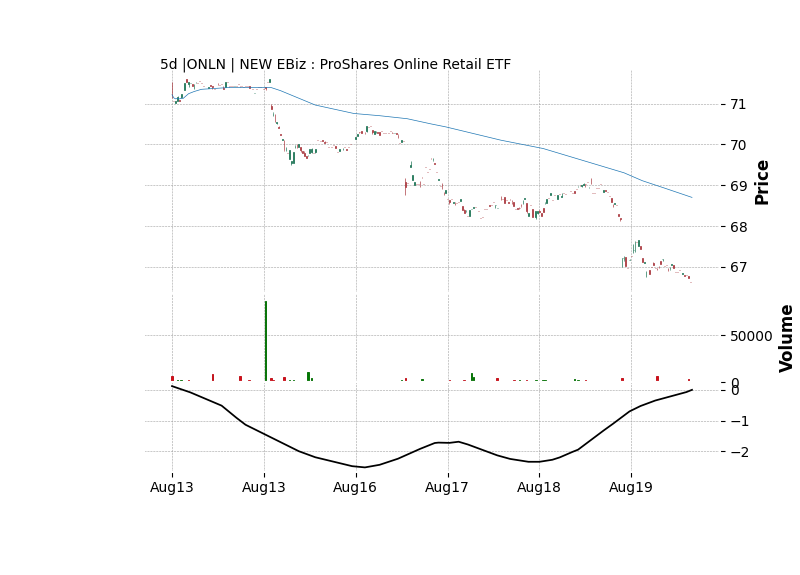 5d |ONLN | NEW EBiz : ProShares Online Retail ETF
71
70
69
68
67
Price
50000
0
Volume
0
−1
−2
Aug13 Aug13 Aug16 Aug17 Aug18 Aug19